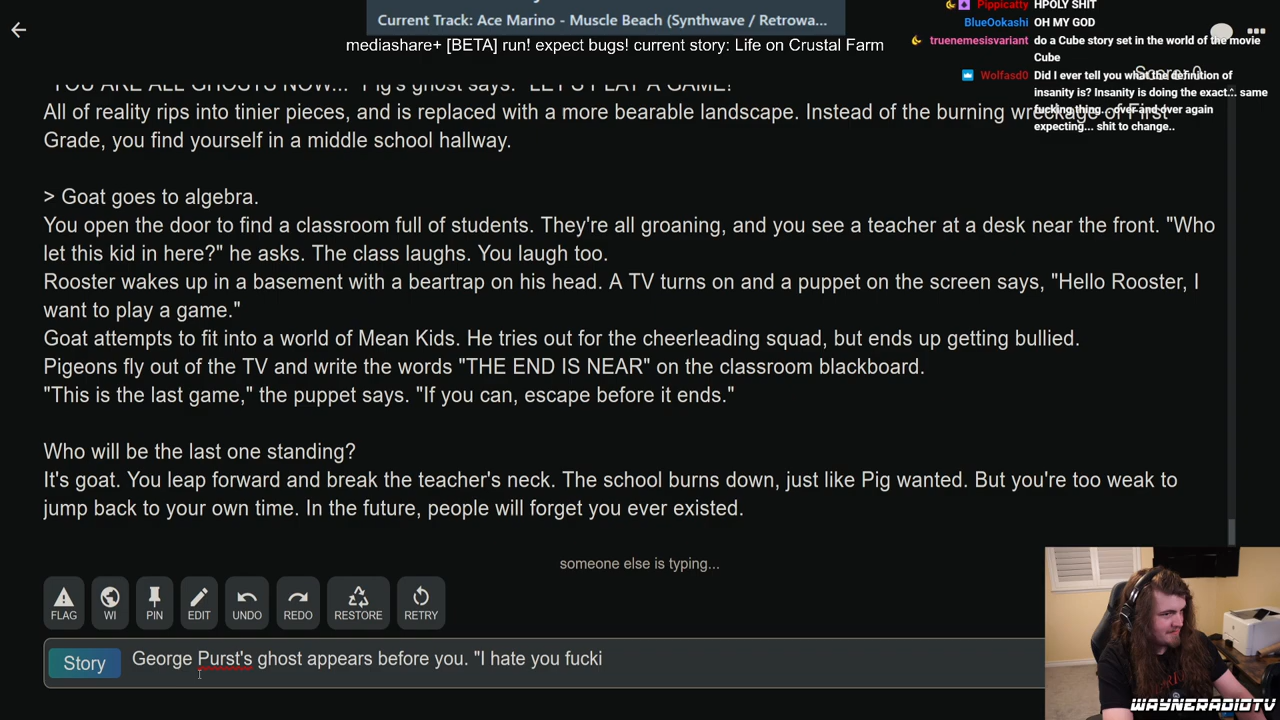 Current Track: Ace Marino - Muscle Beach (Synthwave / Retrowa...
mediashare+ [BETA] run! expect bugs! current story: Life on Crustal Farm
Pippicatty HPOLY SHIT
BlueOokashi OH MY GOD
truenemesisvariant do a Cube story set in the world of the movie
Cube
Wolfasd0 Did I ever tell you what the definition of
insanity is? Insanity is doing the exact... same
fucking thing... over and over again
expecting... shit to change..
Score: 0
"YOU ARE ALL GHOSTS NOW..." Pig's ghost says. "LET'S PLAY A GAME!"
All of reality rips into tinier pieces, and is replaced with a more bearable landscape. Instead of the burning wreckage of First
Grade, you find yourself in a middle school hallway.
> Goat goes to algebra.
You open the door to find a classroom full of students. They're all groaning, and you see a teacher at a desk near the front. "Who
let this kid in here?" he asks. The class laughs. You laugh too.
Rooster wakes up in a basement with a beartrap on his head. A TV turns on and a puppet on the screen says, "Hello Rooster, I
want to play a game."
Goat attempts to fit into a world of Mean Kids. He tries out for the cheerleading squad, but ends up getting bullied.
Pigeons fly out of the TV and write the words "THE END IS NEAR" on the classroom blackboard.
"This is the last game," the puppet says. "If you can, escape before it ends."
Who will be the last one standing?
It's goat. You leap forward and break the teacher's neck. The school burns down, just like Pig wanted. But you're too weak to
jump back to your own time. In the future, people will forget you ever existed.
someone else is typing...
FLAG WI PIN EDIT UNDO REDO RESTORE RETRY
Story George Purst's ghost appears before you. "I hate you fucki
WAYNERADIOTV